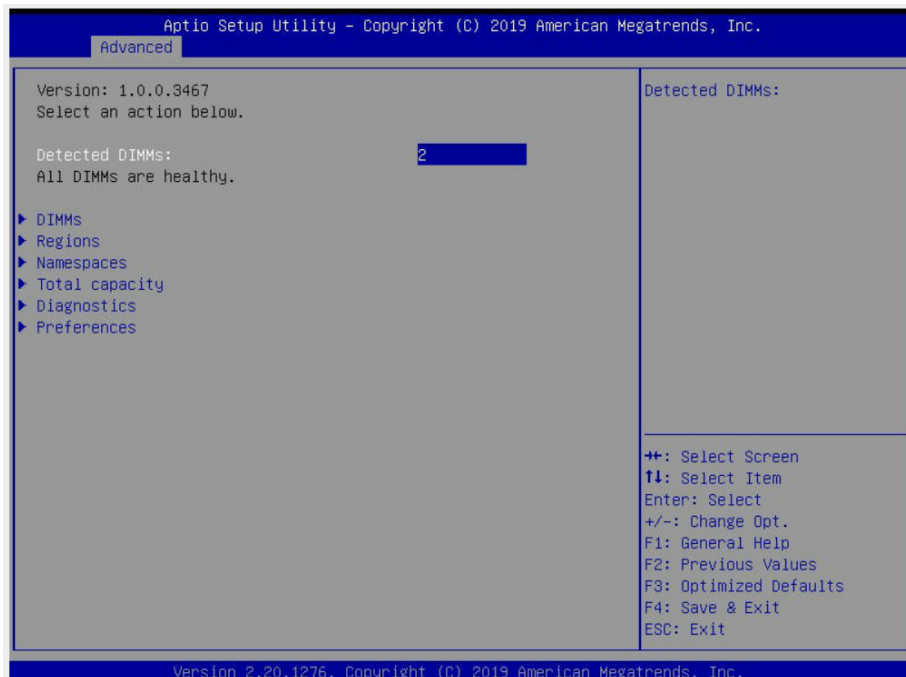 Aptio Setup Utility – Copyright (C) 2019 American Megatrends, Inc.
Advanced
Version: 1.0.0.3467
Select an action below.
Detected DIMMs: 2
All DIMMs are healthy.
DIMMs
Regions
Namespaces
Total capacity
Diagnostics
Preferences
Detected DIMMs:
→←: Select Screen
↑↓: Select Item
Enter: Select
+/-: Change Opt.
F1: General Help
F2: Previous Values
F3: Optimized Defaults
F4: Save & Exit
ESC: Exit
Version 2.20.1276. Copyright (C) 2019 American Megatrends, Inc.